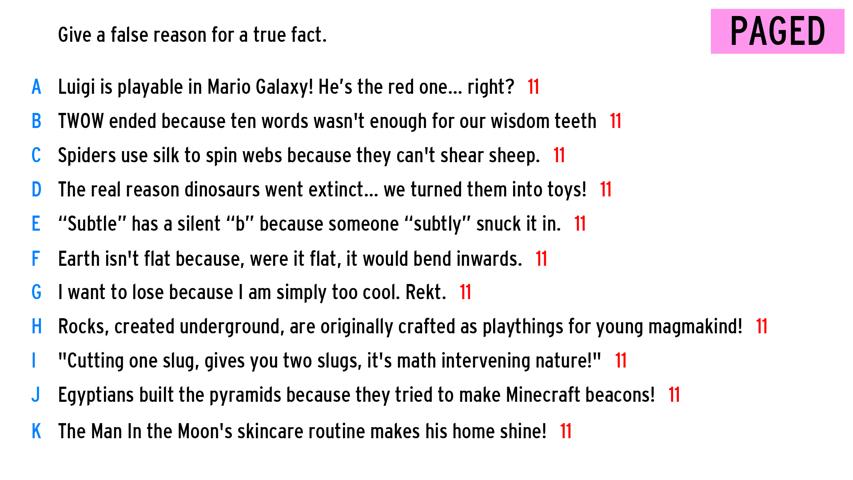 Give a false reason for a true fact.
PAGED
A Luigi is playable in Mario Galaxy! He's the red one... right? 11
B TWOW ended because ten words wasn't enough for our wisdom teeth 11
C Spiders use silk to spin webs because they can't shear sheep. 11
D The real reason dinosaurs went extinct... we turned them into toys! 11
E “Subtle” has a silent “b” because someone “subtly” snuck it in. 11
F Earth isn't flat because, were it flat, it would bend inwards. 11
G I want to lose because I am simply too cool. Rekt. 11
H Rocks, created underground, are originally crafted as playthings for young magmakind! 11
I "Cutting one slug, gives you two slugs, it's math intervening nature!" 11
J Egyptians built the pyramids because they tried to make Minecraft beacons! 11
K The Man In the Moon's skincare routine makes his home shine! 11